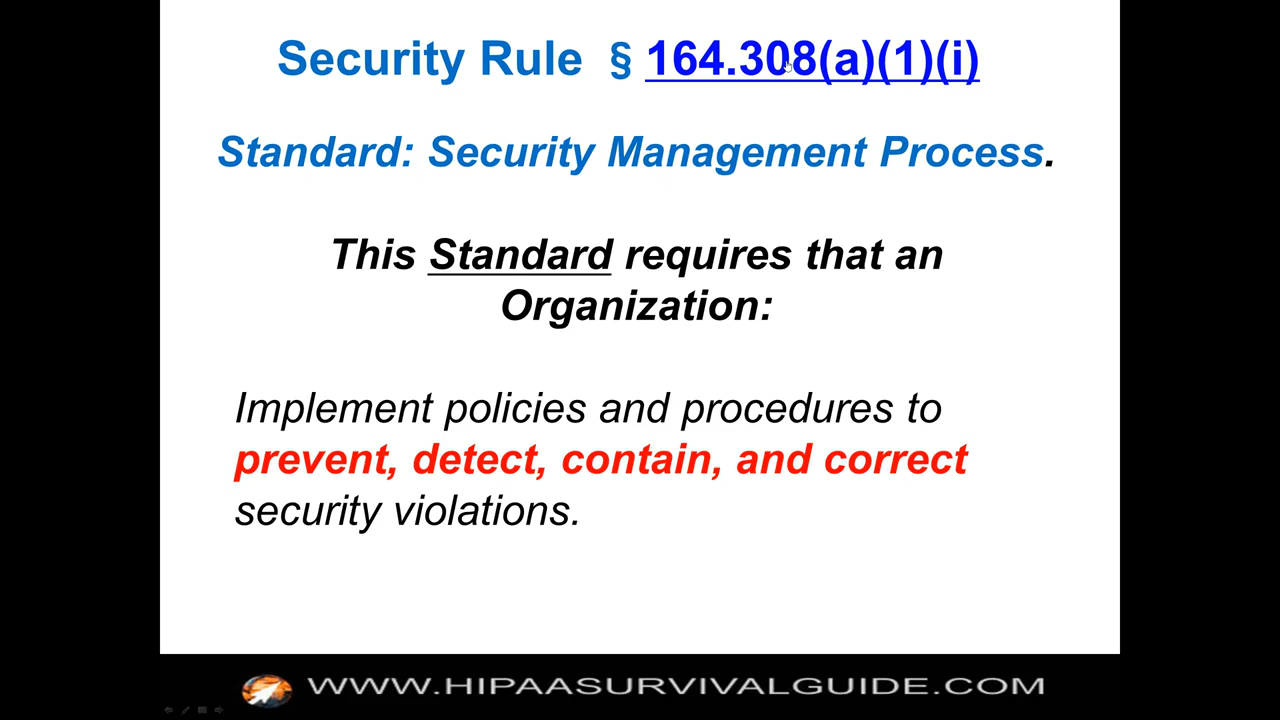 Security Rule § 164.308(a)(1)(i)
Standard: Security Management Process.
This Standard requires that an
Organization:
Implement policies and procedures to
prevent, detect, contain, and correct
security violations.
WWW.HIPAASURVIVALGUIDE.COM